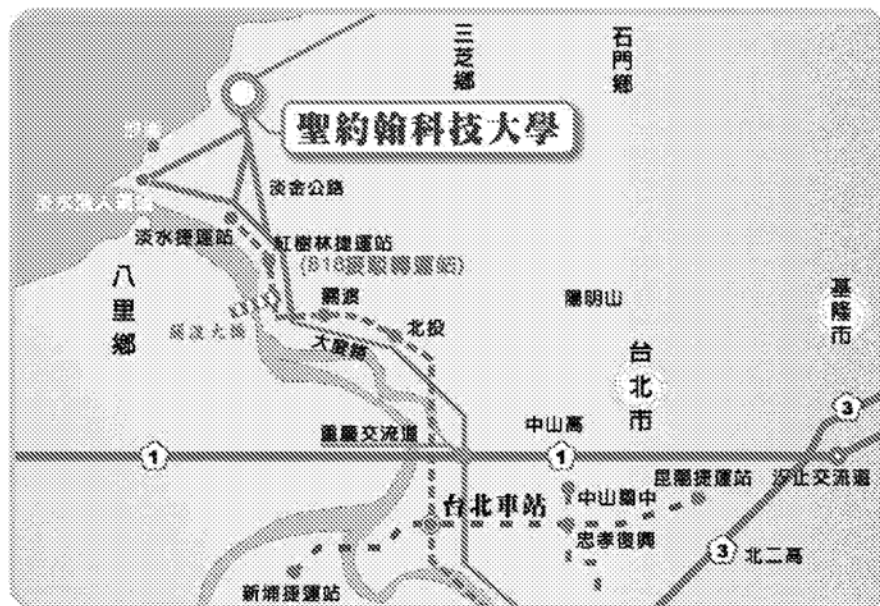 三芝鄉
石門鄉
聖約翰科技大學
淡金公路
淡水捷運站
紅樹林捷運站
八里鄉
關渡
陽明山
基隆市
北投
關渡大橋
大度路
台北市
3
重慶交流道
中山高
1
1
昆陽捷運站
汐止交流道
台北車站
中山國中
忠孝復興
3
北二高
新埔捷運站